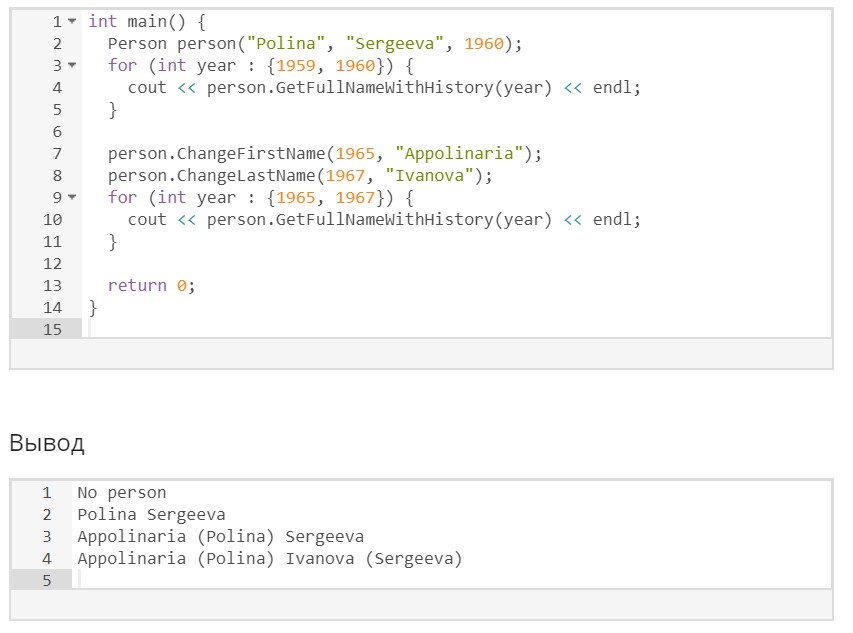 1 int main() {
2   Person person("Polina", "Sergeeva", 1960);
3   for (int year : {1959, 1960}) {
4     cout << person.GetFullNameWithHistory(year) << endl;
5   }
6
7   person.ChangeFirstName(1965, "Appolinaria");
8   person.ChangeLastName(1967, "Ivanova");
9   for (int year : {1965, 1967}) {
10     cout << person.GetFullNameWithHistory(year) << endl;
11   }
12
13   return 0;
14 }
15
Вывод
1 No person
2 Polina Sergeeva
3 Appolinaria (Polina) Sergeeva
4 Appolinaria (Polina) Ivanova (Sergeeva)
5